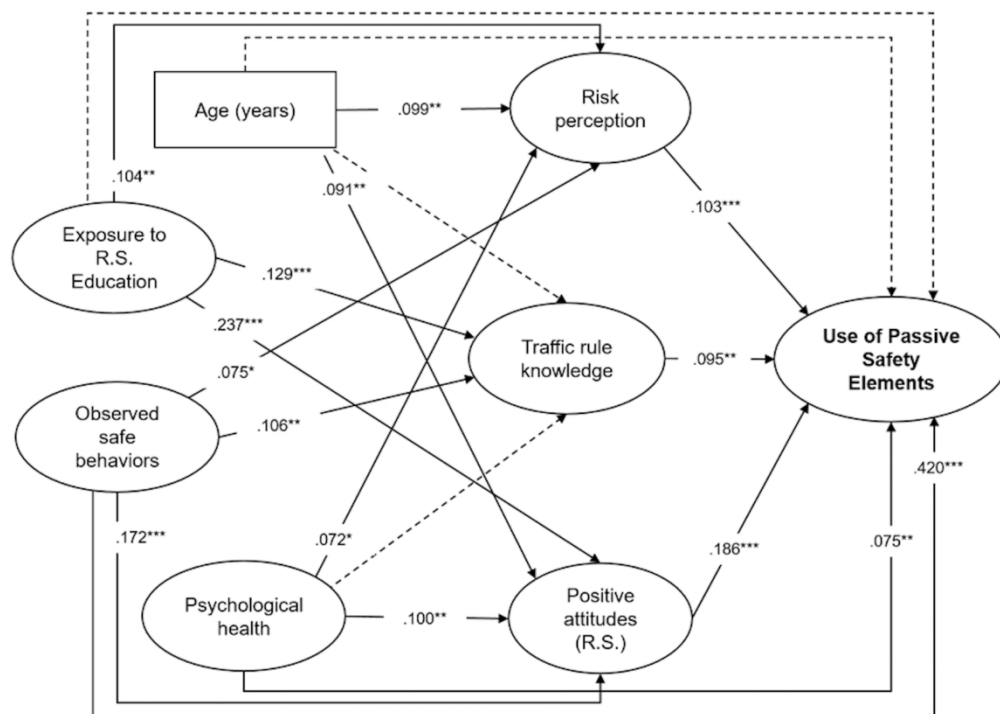 Age (years)
.099**
Risk
perception
.104**
.091**
.103***
Exposure to
R.S.
Education
.129***
.237***
Traffic rule
knowledge
.095**
Use of Passive
Safety
Elements
.075*
Observed
safe
behaviors
.106**
.420***
.172***
.072*
.075**
.186***
Psychological
health
.100**
Positive
attitudes
(R.S.)